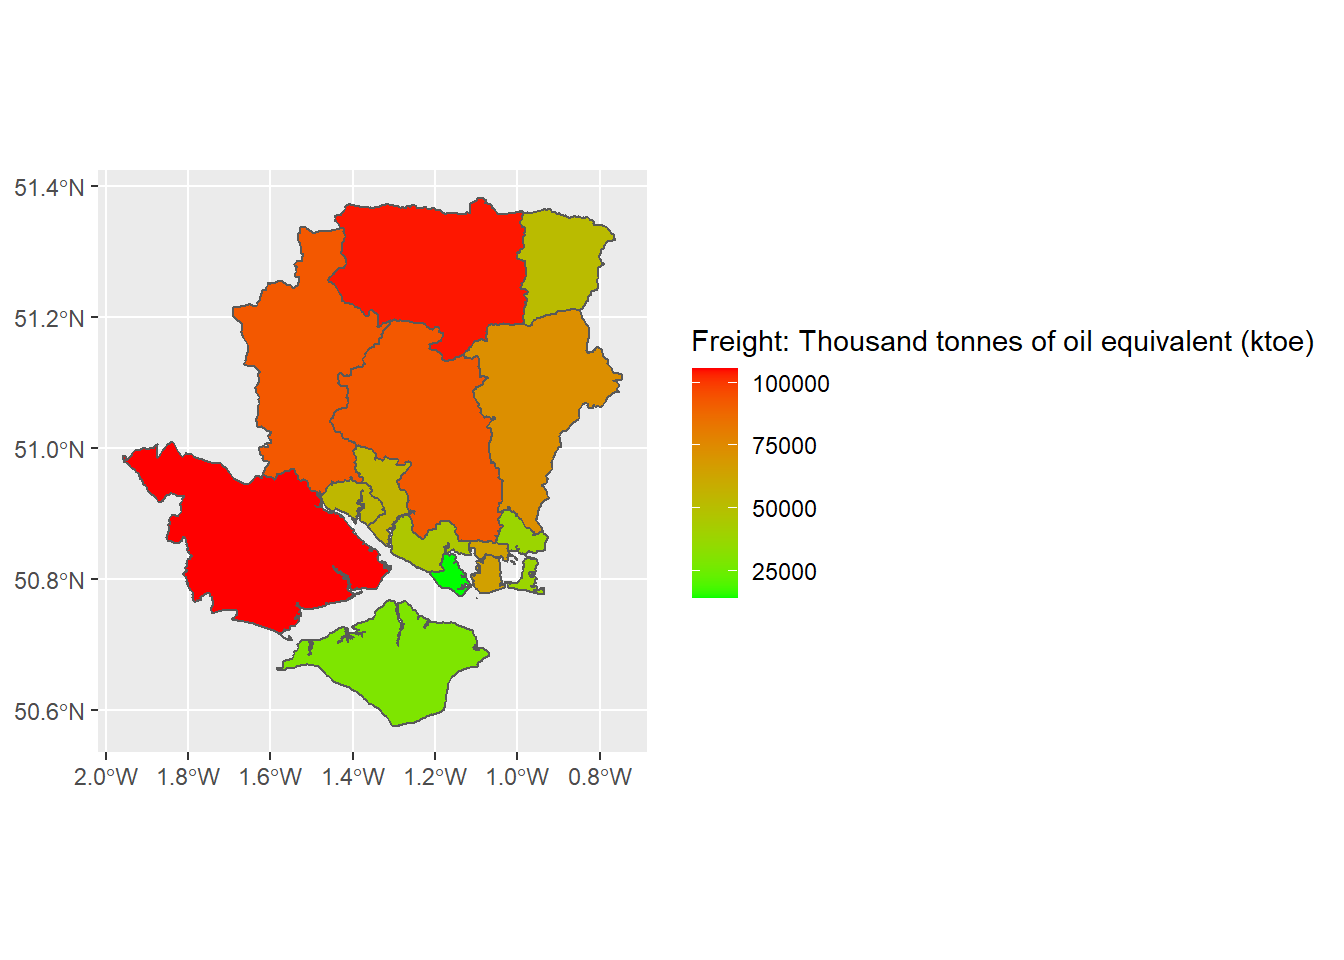 51.4°N
51.2°N
51.0°N
50.8°N
50.6°N
2.0°W 1.8°W 1.6°W 1.4°W 1.2°W 1.0°W 0.8°W
Freight: Thousand tonnes of oil equivalent (ktoe)
100000
75000
50000
25000